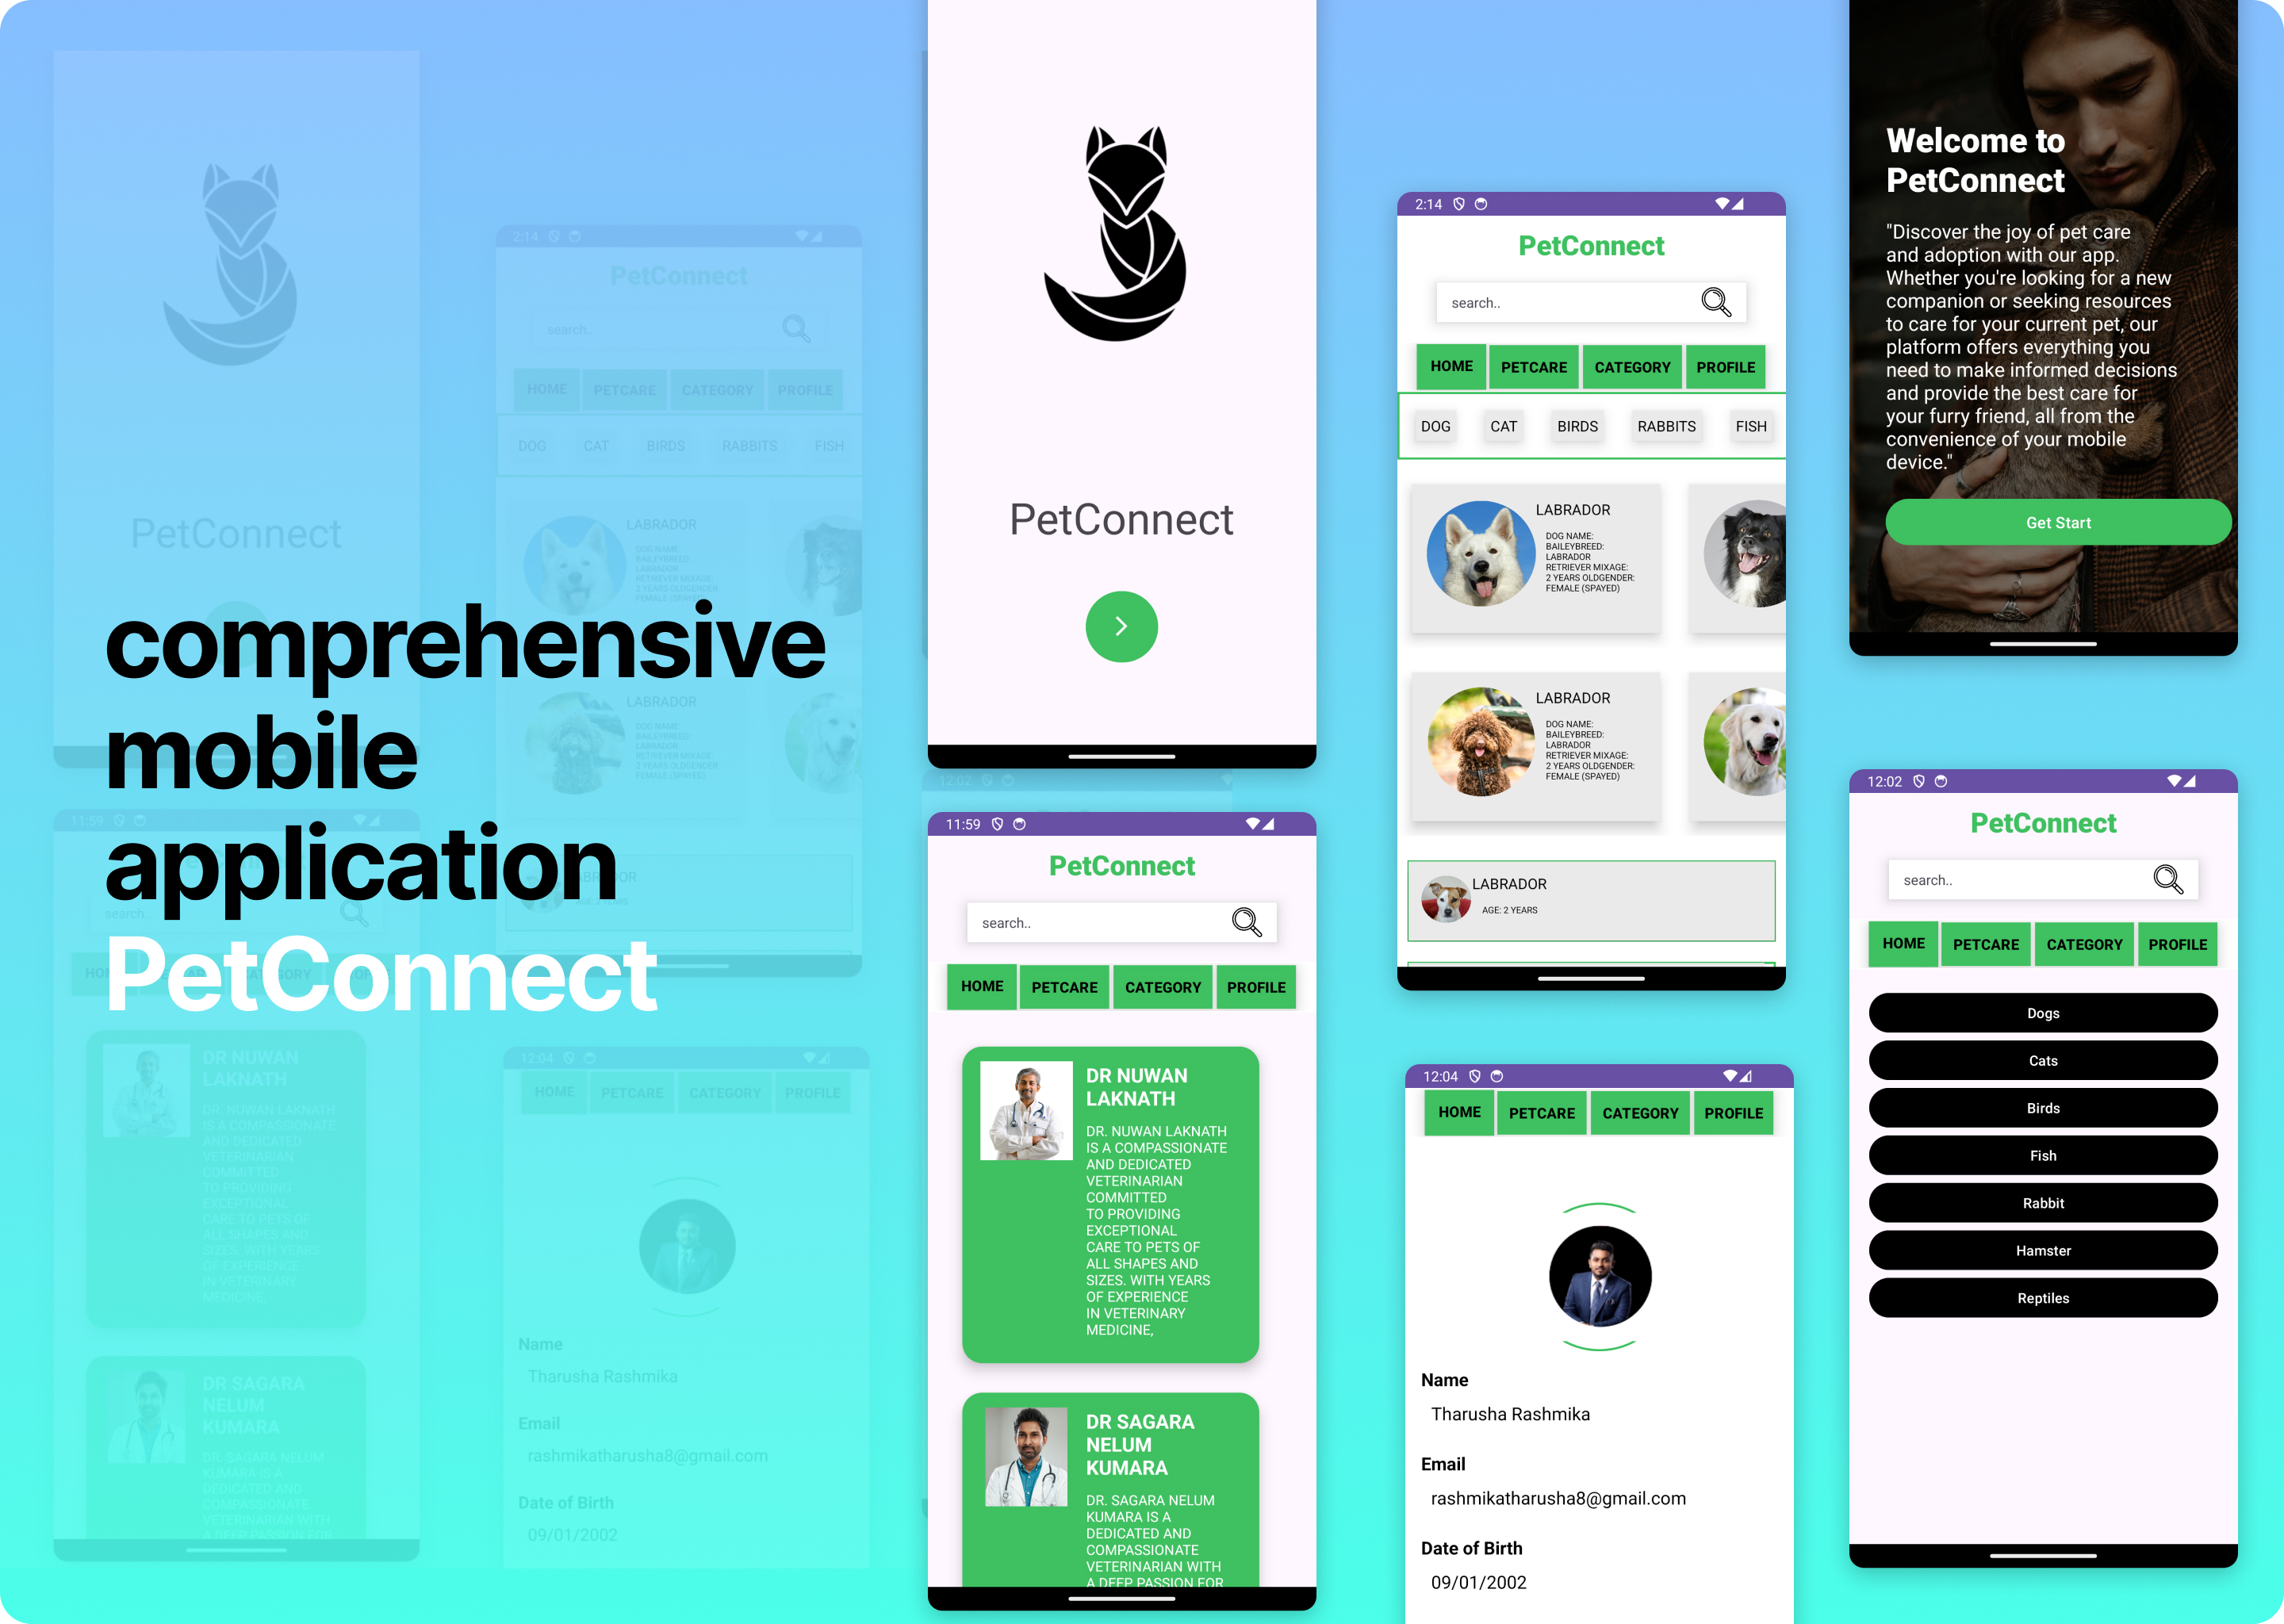 comprehensive
mobile
application
PetConnect
PetConnect
11:59
PetConnect
search..
HOME PETCARE CATEGORY PROFILE
DR NUWAN
LAKNATH
DR. NUWAN LAKNATH
IS A COMPASSIONATE
AND DEDICATED
VETERINARIAN
COMMITTED
TO PROVIDING
EXCEPTIONAL
CARE TO PETS OF
ALL SHAPES AND
SIZES. WITH YEARS
OF EXPERIENCE
IN VETERINARY
MEDICINE,
DR SAGARA
NELUM
KUMARA
DR. SAGARA NELUM
KUMARA IS A
DEDICATED AND
COMPASSIONATE
VETERINARIAN WITH
A DEEP PASSION FOR
2:14
PetConnect
search..
HOME PETCARE CATEGORY PROFILE
DOG CAT BIRDS RABBITS FISH
LABRADOR
DOG NAME:
BAILEYBREED:
LABRADOR
RETRIEVER MIXAGE:
2 YEARS OLDGENDER:
FEMALE (SPAYED)
LABRADOR
DOG NAME:
BAILEYBREED:
LABRADOR
RETRIEVER MIXAGE:
2 YEARS OLDGENDER:
FEMALE (SPAYED)
LABRADOR
AGE: 2 YEARS
12:04
HOME PETCARE CATEGORY PROFILE
Name
Tharusha Rashmika
Email
rashmikatharusha8@gmail.com
Date of Birth
09/01/2002
Welcome to
PetConnect
"Discover the joy of pet care
and adoption with our app.
Whether you're looking for a new
companion or seeking resources
to care for your current pet, our
platform offers everything you
need to make informed decisions
and provide the best care for
your furry friend, all from the
convenience of your mobile
device."
Get Start
12:02
PetConnect
search..
HOME PETCARE CATEGORY PROFILE
Dogs
Cats
Birds
Fish
Rabbit
Hamster
Reptiles